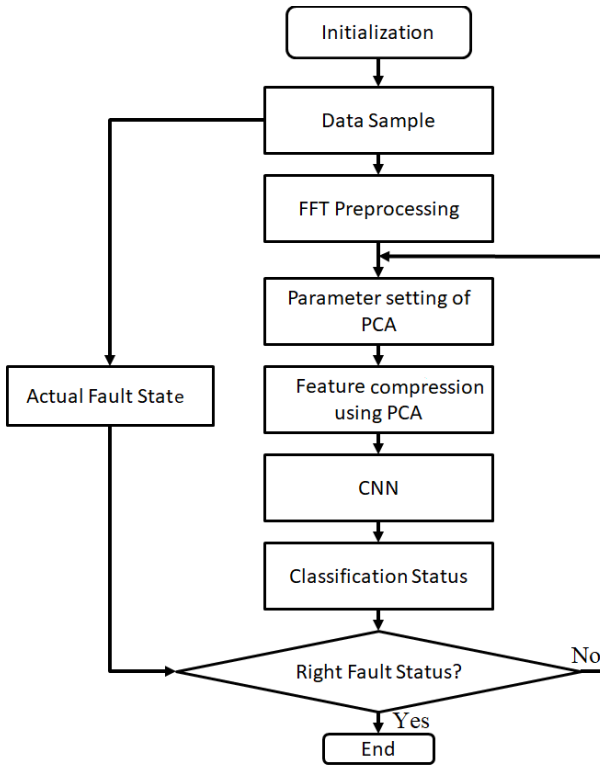 Initialization
Data Sample
FFT Preprocessing
Parameter setting of
PCA
Actual Fault State
Feature compression
using PCA
CNN
Classification Status
Right Fault Status?
No
Yes
End